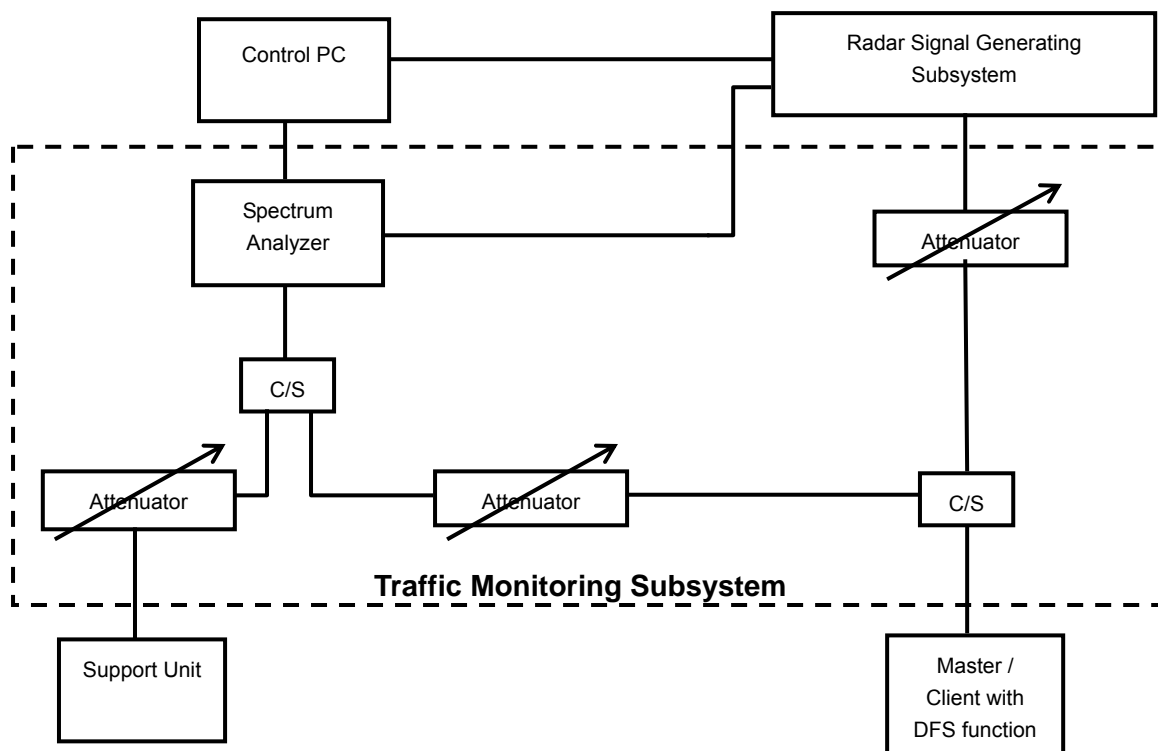 Control PC
Radar Signal Generating
Subsystem
Spectrum
Analyzer
Attenuator
C/S
Attenuator
Attenuator
C/S
Traffic Monitoring Subsystem
Support Unit
Master /
Client with
DFS function